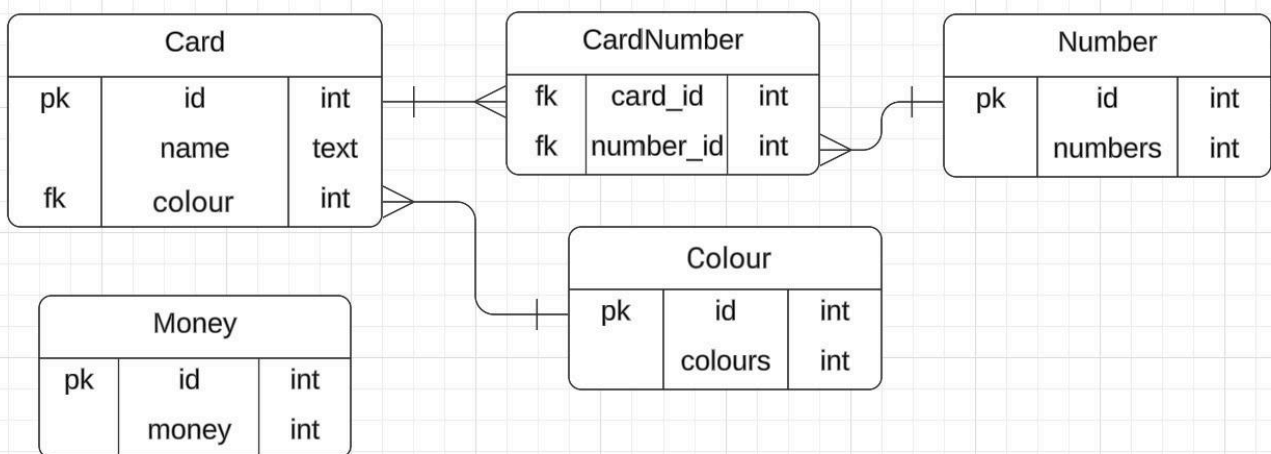 Card
pk id int
name text
fk colour int
CardNumber
fk card_id int
fk number_id int
Number
pk id int
numbers int
Colour
pk id int
colours int
Money
pk id int
money int